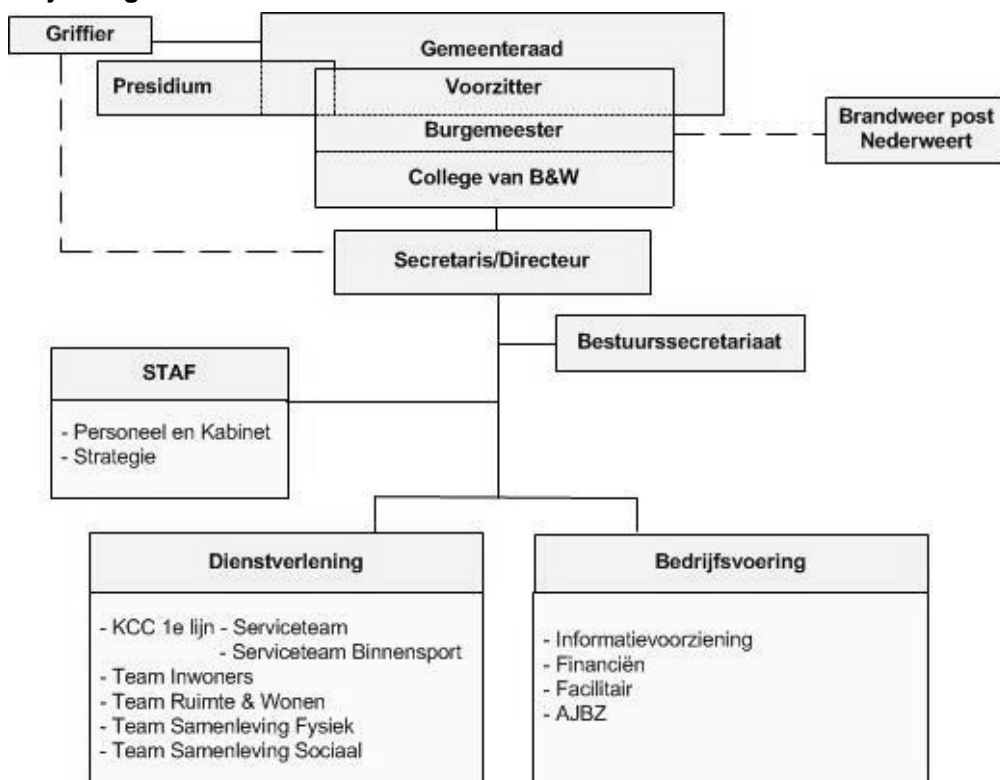 Griffier
Gemeenteraad
Presidium
Voorzitter
Burgemeester
Brandweer post
Nederweert
College van B&W
Secretaris/Directeur
Bestuurssecretariaat
STAF
- Personeel en Kabinet
- Strategie
Dienstverlening
- KCC 1e lijn - Serviceteam
- Serviceteam Binnensport
- Team Inwoners
- Team Ruimte & Wonen
- Team Samenleving Fysiek
- Team Samenleving Sociaal
Bedrijfsvoering
- Informatievoorziening
- Financiën
- Facilitair
- AJBZ